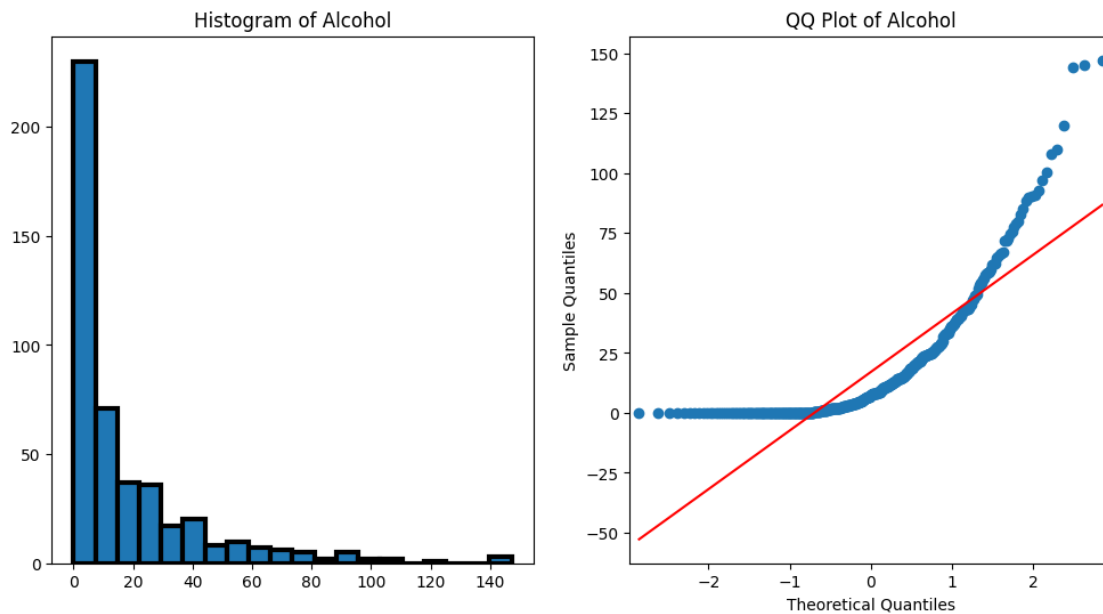 Histogram of Alcohol
200
150
100
50
0
0 20 40 60 80 100 120 140
QQ Plot of Alcohol
150
125
100
75
50
25
0
−25
−50
Sample Quantiles
−2 −1 0 1 2
Theoretical Quantiles